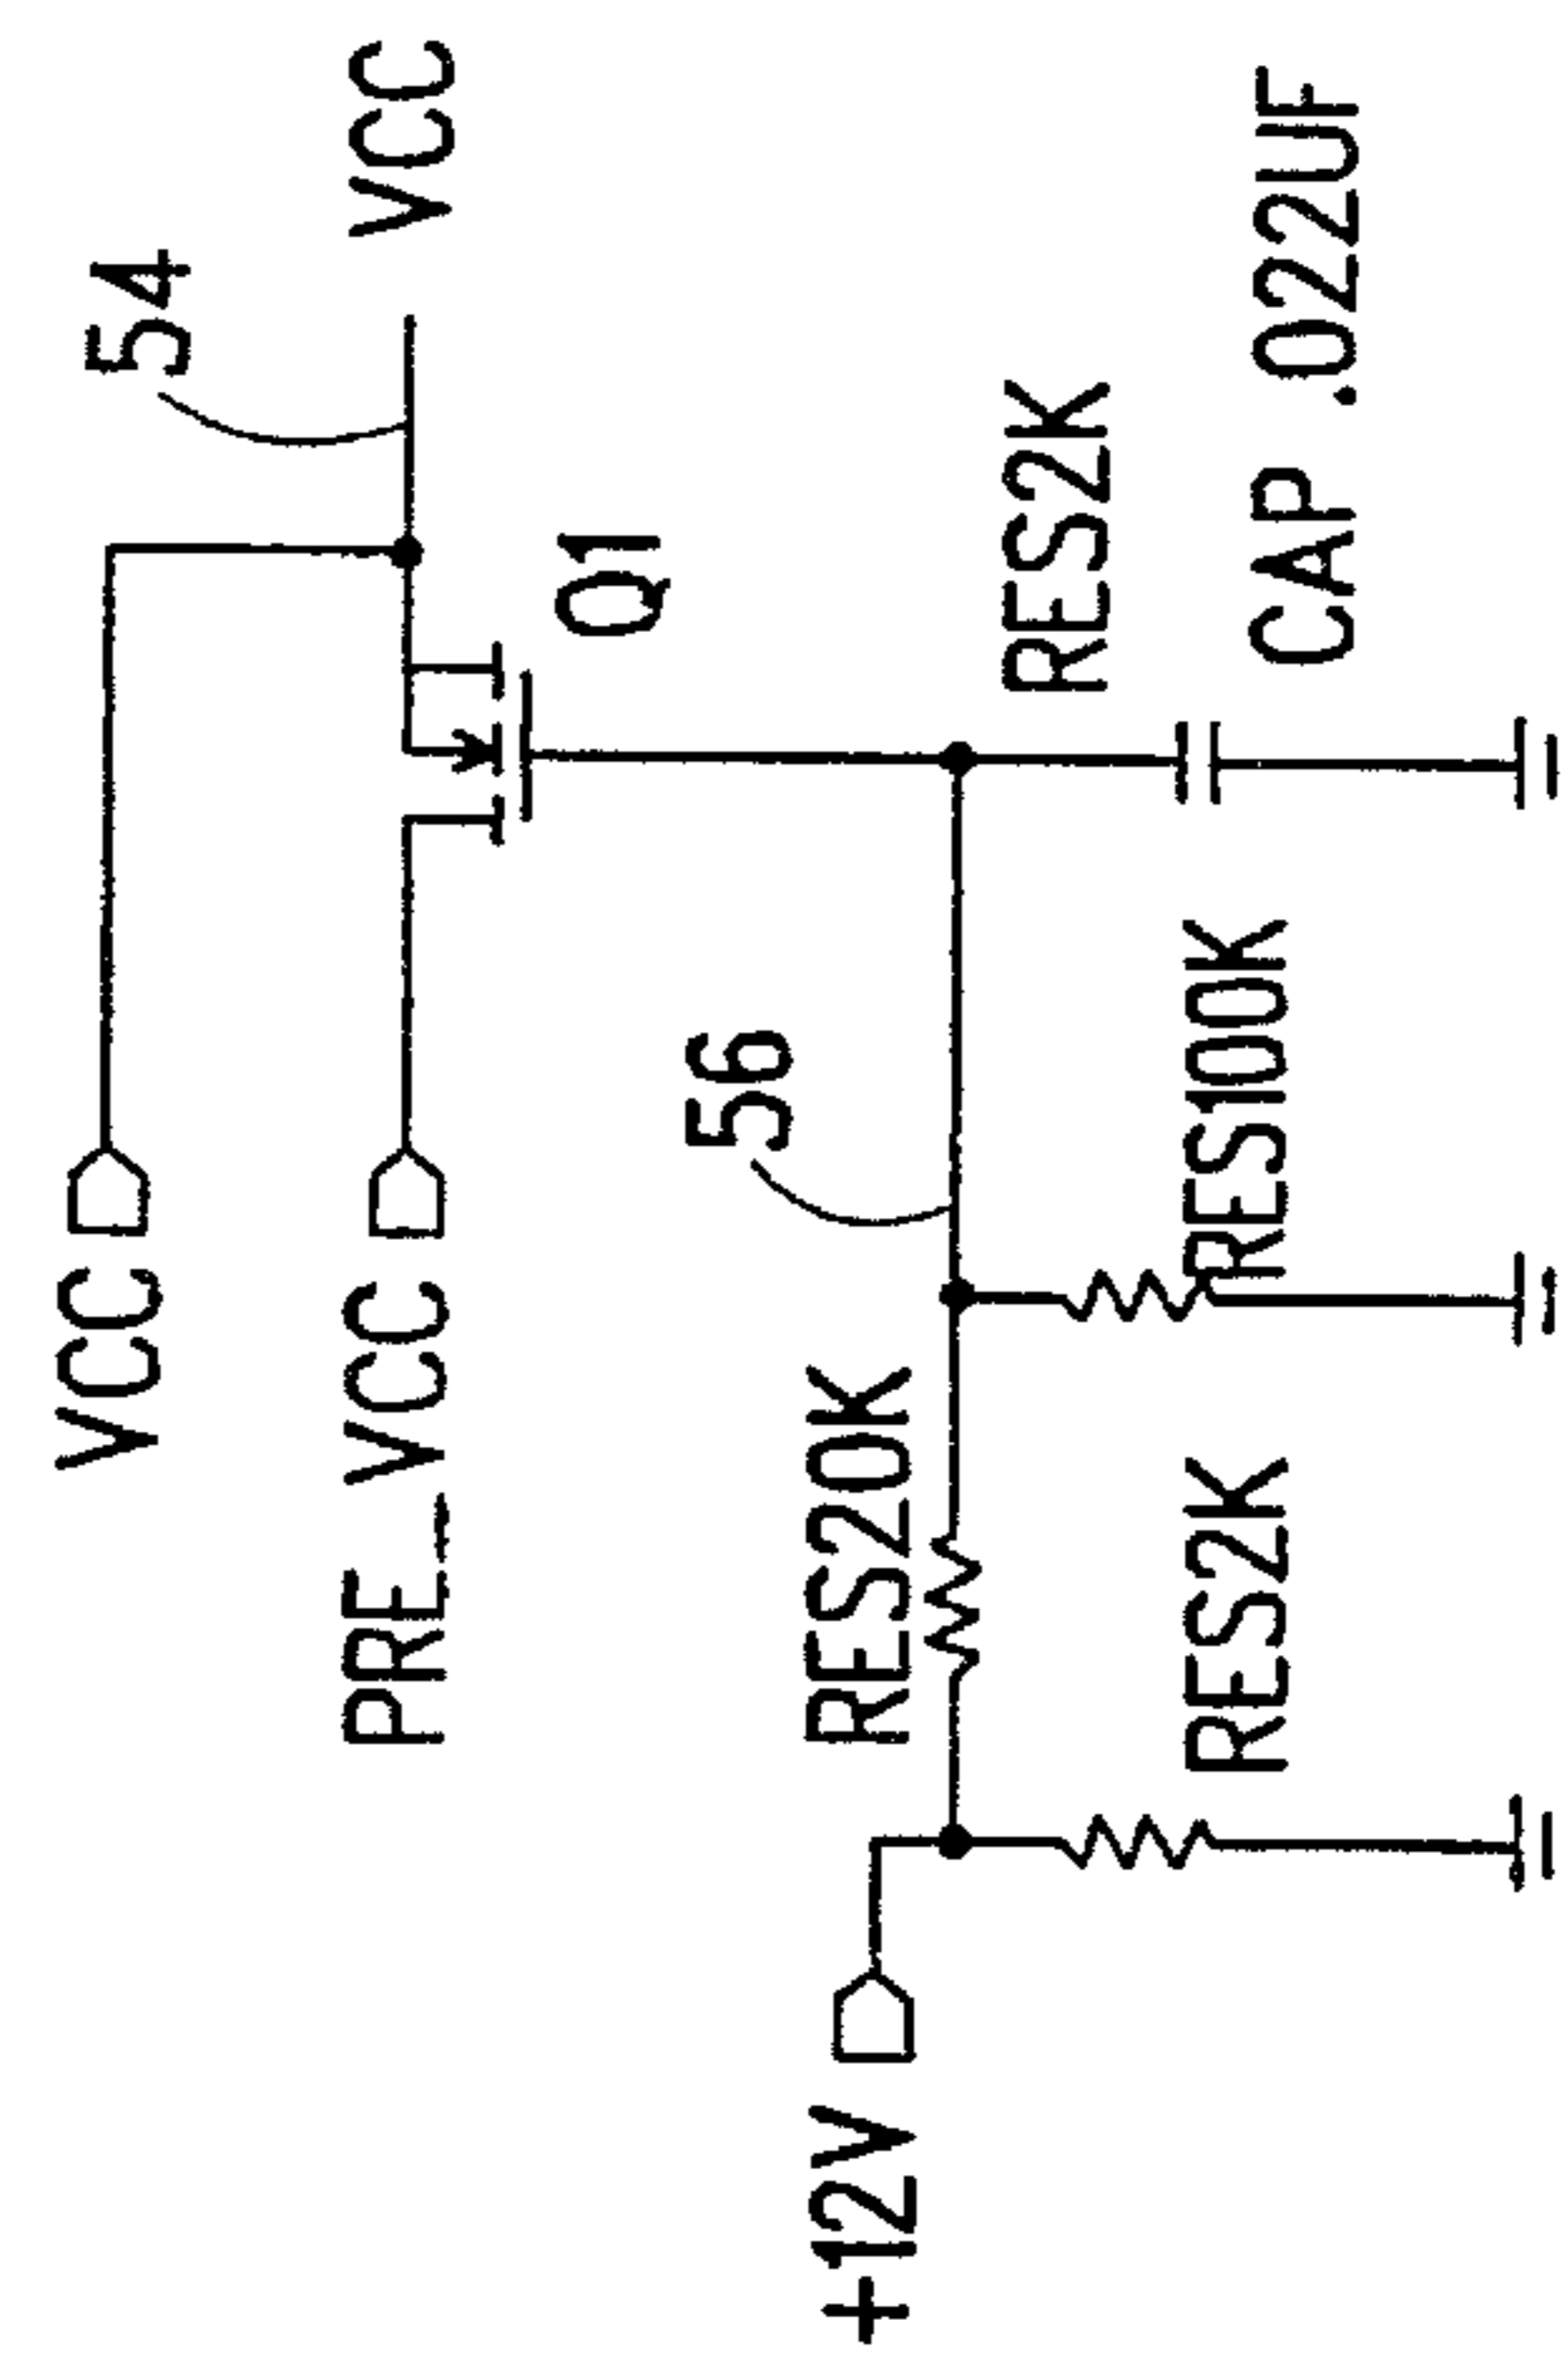 VCC
54
VCC
PRE_VCC
Q1
56
RES20K
+12V
RES2K
RES100K
RES2K
CAP .022UF